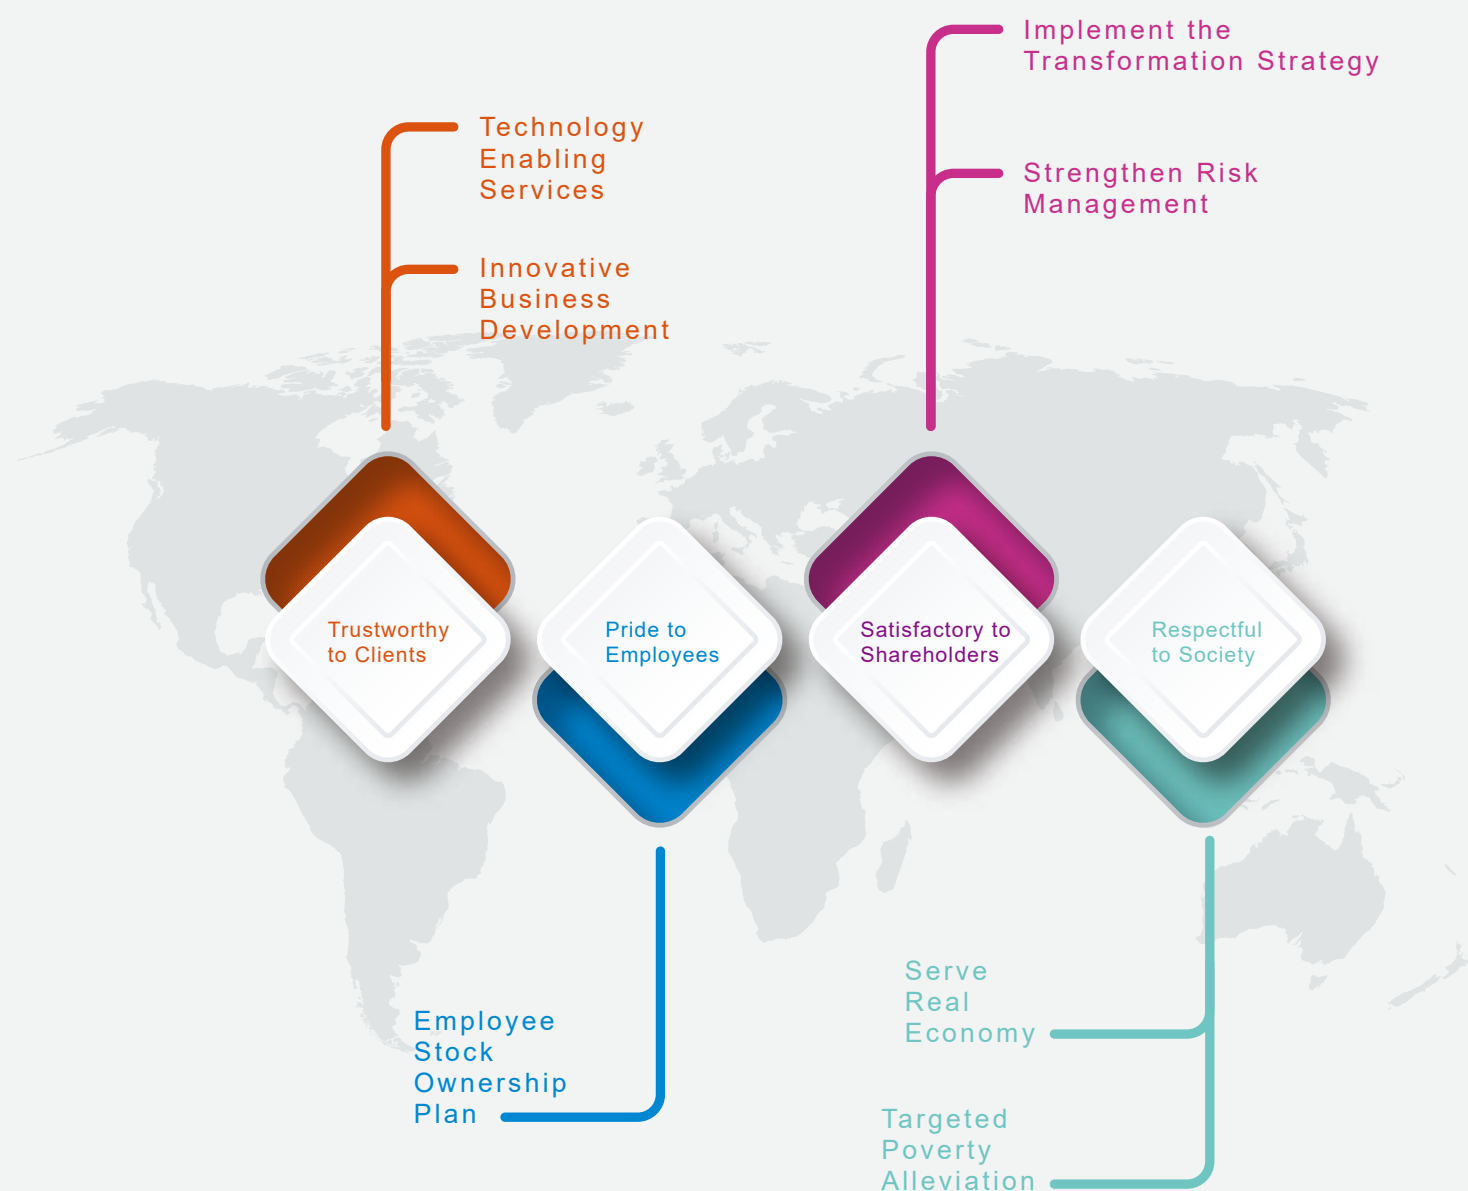 Implement the
Transformation Strategy
Technology
Enabling
Services
Strengthen Risk
Management
Innovative
Business
Development
Trustworthy
to Clients
Pride to
Employees
Satisfactory to
Shareholders
Respectful
to Society
Serve
Real
Economy
Employee
Stock
Ownership
Plan
Targeted
Poverty
Alleviation